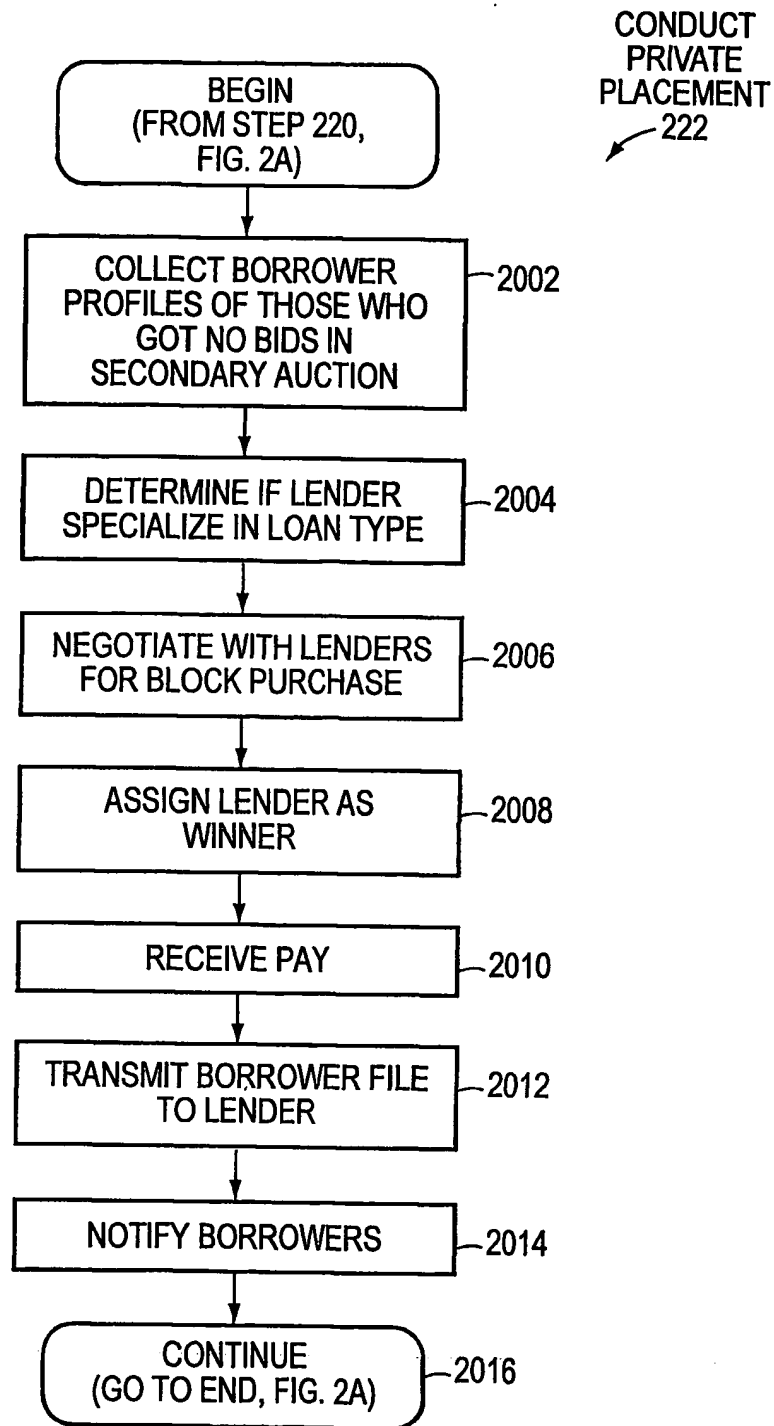 CONDUCT
PRIVATE
PLACEMENT
222
BEGIN
(FROM STEP 220,
FIG. 2A)
COLLECT BORROWER
PROFILES OF THOSE WHO
GOT NO BIDS IN
SECONDARY AUCTION
2002
DETERMINE IF LENDER
SPECIALIZE IN LOAN TYPE
2004
NEGOTIATE WITH LENDERS
FOR BLOCK PURCHASE
2006
ASSIGN LENDER AS
WINNER
2008
RECEIVE PAY
2010
TRANSMIT BORROWER FILE
TO LENDER
2012
NOTIFY BORROWERS
2014
CONTINUE
(GO TO END, FIG. 2A)
2016